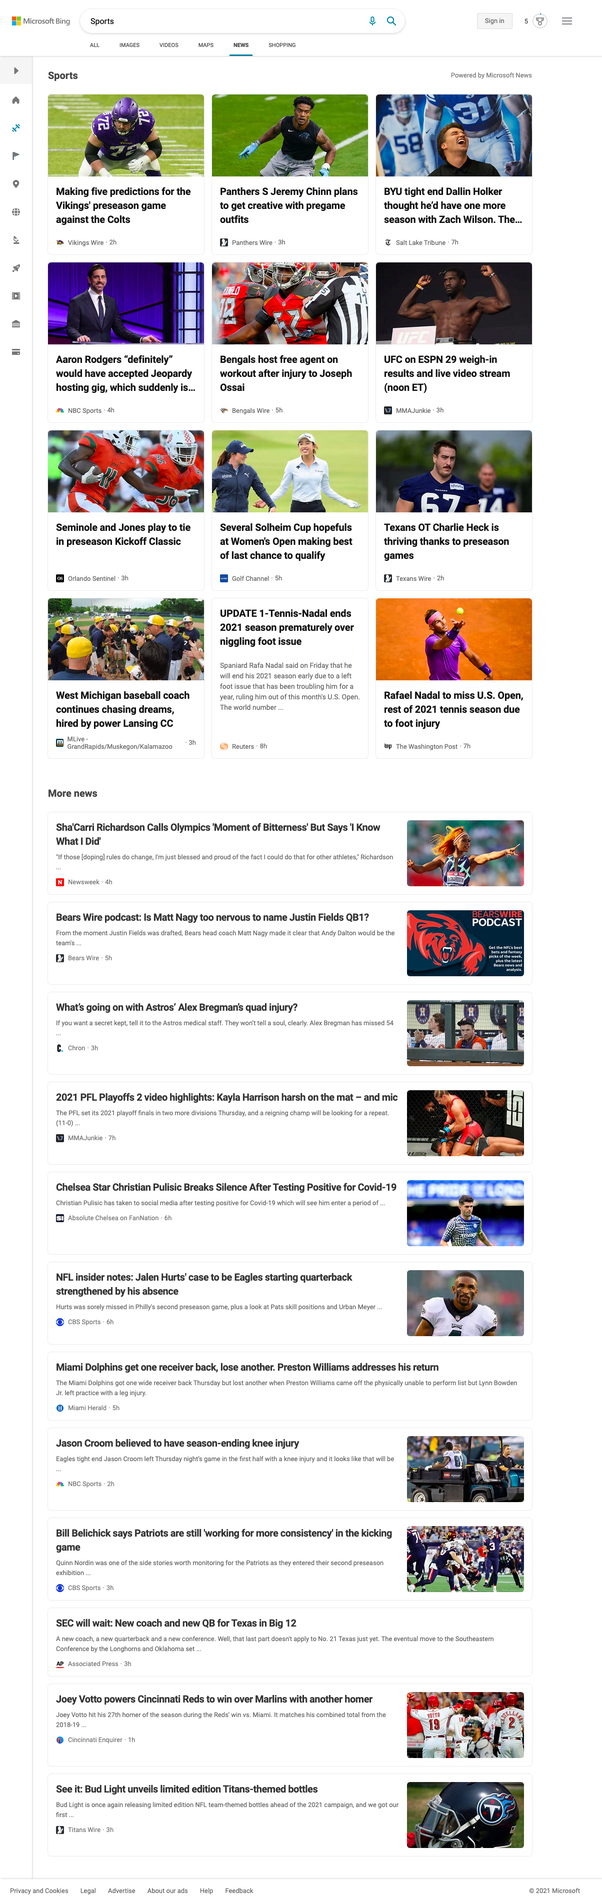 Microsoft Bing
Sports
Sign in
5
ALL
IMAGES
VIDEOS
MAPS
NEWS
SHOPPING
Sports
Powered by Microsoft News
Making five predictions for the
Vikings' preseason game
against the Colts
Vikings Wire · 2h
Panthers S Jeremy Chinn plans
to get creative with pregame
outfits
Panthers Wire · 3h
BYU tight end Dallin Holker
thought he'd have one more
season with Zach Wilson. The...
Salt Lake Tribune · 7h
Aaron Rodgers "definitely"
would have accepted Jeopardy
hosting gig, which suddenly is...
NBC Sports · 4h
Bengals host free agent on
workout after injury to Joseph
Ossai
Bengals Wire · 5h
UFC on ESPN 29 weigh-in
results and live video stream
(noon ET)
MMAJunkie · 3h
Seminole and Jones play to tie
in preseason Kickoff Classic
Orlando Sentinel · 3h
Several Solheim Cup hopefuls
at Women's Open making best
of last chance to qualify
Golf Channel · 5h
Texans OT Charlie Heck is
thriving thanks to preseason
games
Texans Wire · 2h
West Michigan baseball coach
continues chasing dreams,
hired by power Lansing CC
MLive -
GrandRapids/Muskegon/Kalamazoo · 3h
UPDATE 1-Tennis-Nadal ends
2021 season prematurely over
niggling foot issue
Spaniard Rafa Nadal said on Friday that he
will end his 2021 season early due to a left
foot issue that has been troubling him for a
year, ruling him out of this month's U.S. Open.
The world number ...
Reuters · 8h
Rafael Nadal to miss U.S. Open,
rest of 2021 tennis season due
to foot injury
The Washington Post · 7h
More news
Sha'Carri Richardson Calls Olympics 'Moment of Bitterness' But Says 'I Know
What I Did'
"If those [doping] rules do change, I'm just blessed and proud of the fact I could do that for other athletes," Richardson
...
Newsweek · 4h
Bears Wire podcast: Is Matt Nagy too nervous to name Justin Fields QB1?
From the moment Justin Fields was drafted, Bears head coach Matt Nagy made it clear that Andy Dalton would be the
team's ...
Bears Wire · 5h
BEARSWIRE
PODCAST
Get the NFL's best
bets and fantasy
picks of the week,
plus the latest
Bears news and
analysis.
What's going on with Astros' Alex Bregman's quad injury?
If you want a secret kept, tell it to the Astros medical staff. They won't tell a soul, clearly. Alex Bregman has missed 54
...
Chron · 3h
2021 PFL Playoffs 2 video highlights: Kayla Harrison harsh on the mat – and mic
The PFL set its 2021 playoff finals in two more divisions Thursday, and a reigning champ will be looking for a repeat.
(11-0) ...
MMAJunkie · 7h
Chelsea Star Christian Pulisic Breaks Silence After Testing Positive for Covid-19
Christian Pulisic has taken to social media after testing positive for Covid-19 which will see him enter a period of ...
Absolute Chelsea on FanNation · 6h
NFL insider notes: Jalen Hurts' case to be Eagles starting quarterback
strengthened by his absence
Hurts was sorely missed in Philly's second preseason game, plus a look at Pats skill positions and Urban Meyer ...
CBS Sports · 6h
Miami Dolphins get one receiver back, lose another. Preston Williams addresses his return
The Miami Dolphins got one wide receiver back Thursday but lost another when Preston Williams came off the physically unable to perform list but Lynn Bowden
Jr. left practice with a leg injury.
Miami Herald · 5h
Jason Croom believed to have season-ending knee injury
Eagles tight end Jason Croom left Thursday night's game in the first half with a knee injury and it looks like that will be
...
NBC Sports · 2h
Bill Belichick says Patriots are still 'working for more consistency' in the kicking
game
Quinn Nordin was one of the side stories worth monitoring for the Patriots as they entered their second preseason
exhibition ...
CBS Sports · 3h
SEC will wait: New coach and new QB for Texas in Big 12
A new coach, a new quarterback and a new conference. Well, that last part doesn't apply to No. 21 Texas just yet. The eventual move to the Southeastern
Conference by the Longhorns and Oklahoma set ...
Associated Press · 3h
Joey Votto powers Cincinnati Reds to win over Marlins with another homer
Joey Votto hit his 27th homer of the season during the Reds' win vs. Miami. It matches his combined total from the
2018-19 ...
Cincinnati Enquirer · 1h
See it: Bud Light unveils limited edition Titans-themed bottles
Bud Light is once again releasing limited edition NFL team-themed bottles ahead of the 2021 campaign, and we got our
first ...
Titans Wire · 3h
Privacy and Cookies
Legal
Advertise
About our ads
Help
Feedback
© 2021 Microsoft